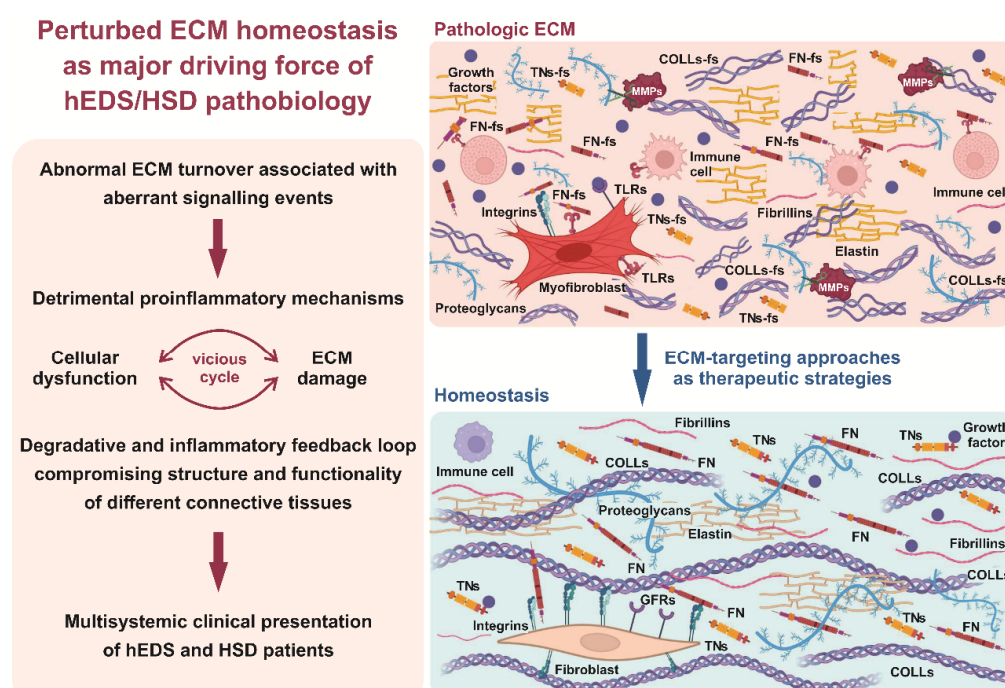 Perturbed ECM homeostasis
as major driving force of
hEDS/HSD pathobiology
Abnormal ECM turnover associated with
aberrant signalling events
Detrimental proinflammatory mechanisms
Cellular
dysfunction
vicious
cycle
ECM
damage
Degradative and inflammatory feedback loop
compromising structure and functionality
of different connective tissues
Multisystemic clinical presentation
of hEDS and HSD patients
Pathologic ECM
Growth
factors
TNs-fs
MMPs
COLLs-fs
FN-fs
MMPs
FN-fs
FN-fs
FN-fs
Immune
cell
Immune cell
TLRs
FN-fs
Integrins
TNs-fs
Fibrillins
Elastin
Myofibroblast
TLRs
COLLs-fs
MMPs
COLLs-fs
Proteoglycans
TNs-fs
ECM-targeting approaches
as therapeutic strategies
Homeostasis
Immune cell
Fibrillins
COLLs
FN
TNs
FN
TNs
Growth
factor
COLLs
Proteoglycans
Elastin
FN
FN
Fibrillins
COLLs
TNs
Integrins
GFRs
FN
TNs
TNs
FN
Fibroblast
COLLs